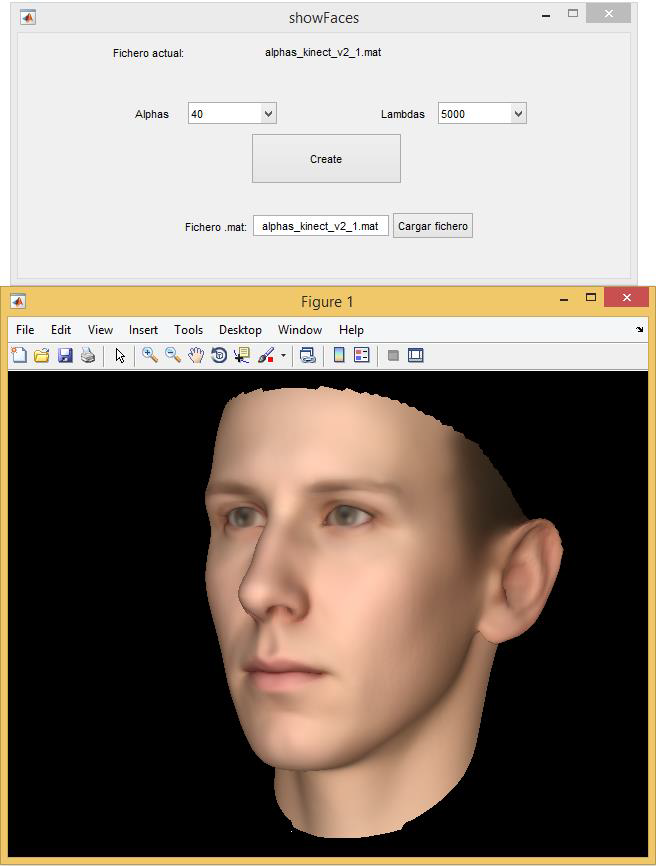 showFaces
Fichero actual: alphas_kinect_v2_1.mat
Alphas 40 Lambdas 5000
Create
Fichero .mat: alphas_kinect_v2_1.mat Cargar fichero
Figure 1
File Edit View Insert Tools Desktop Window Help